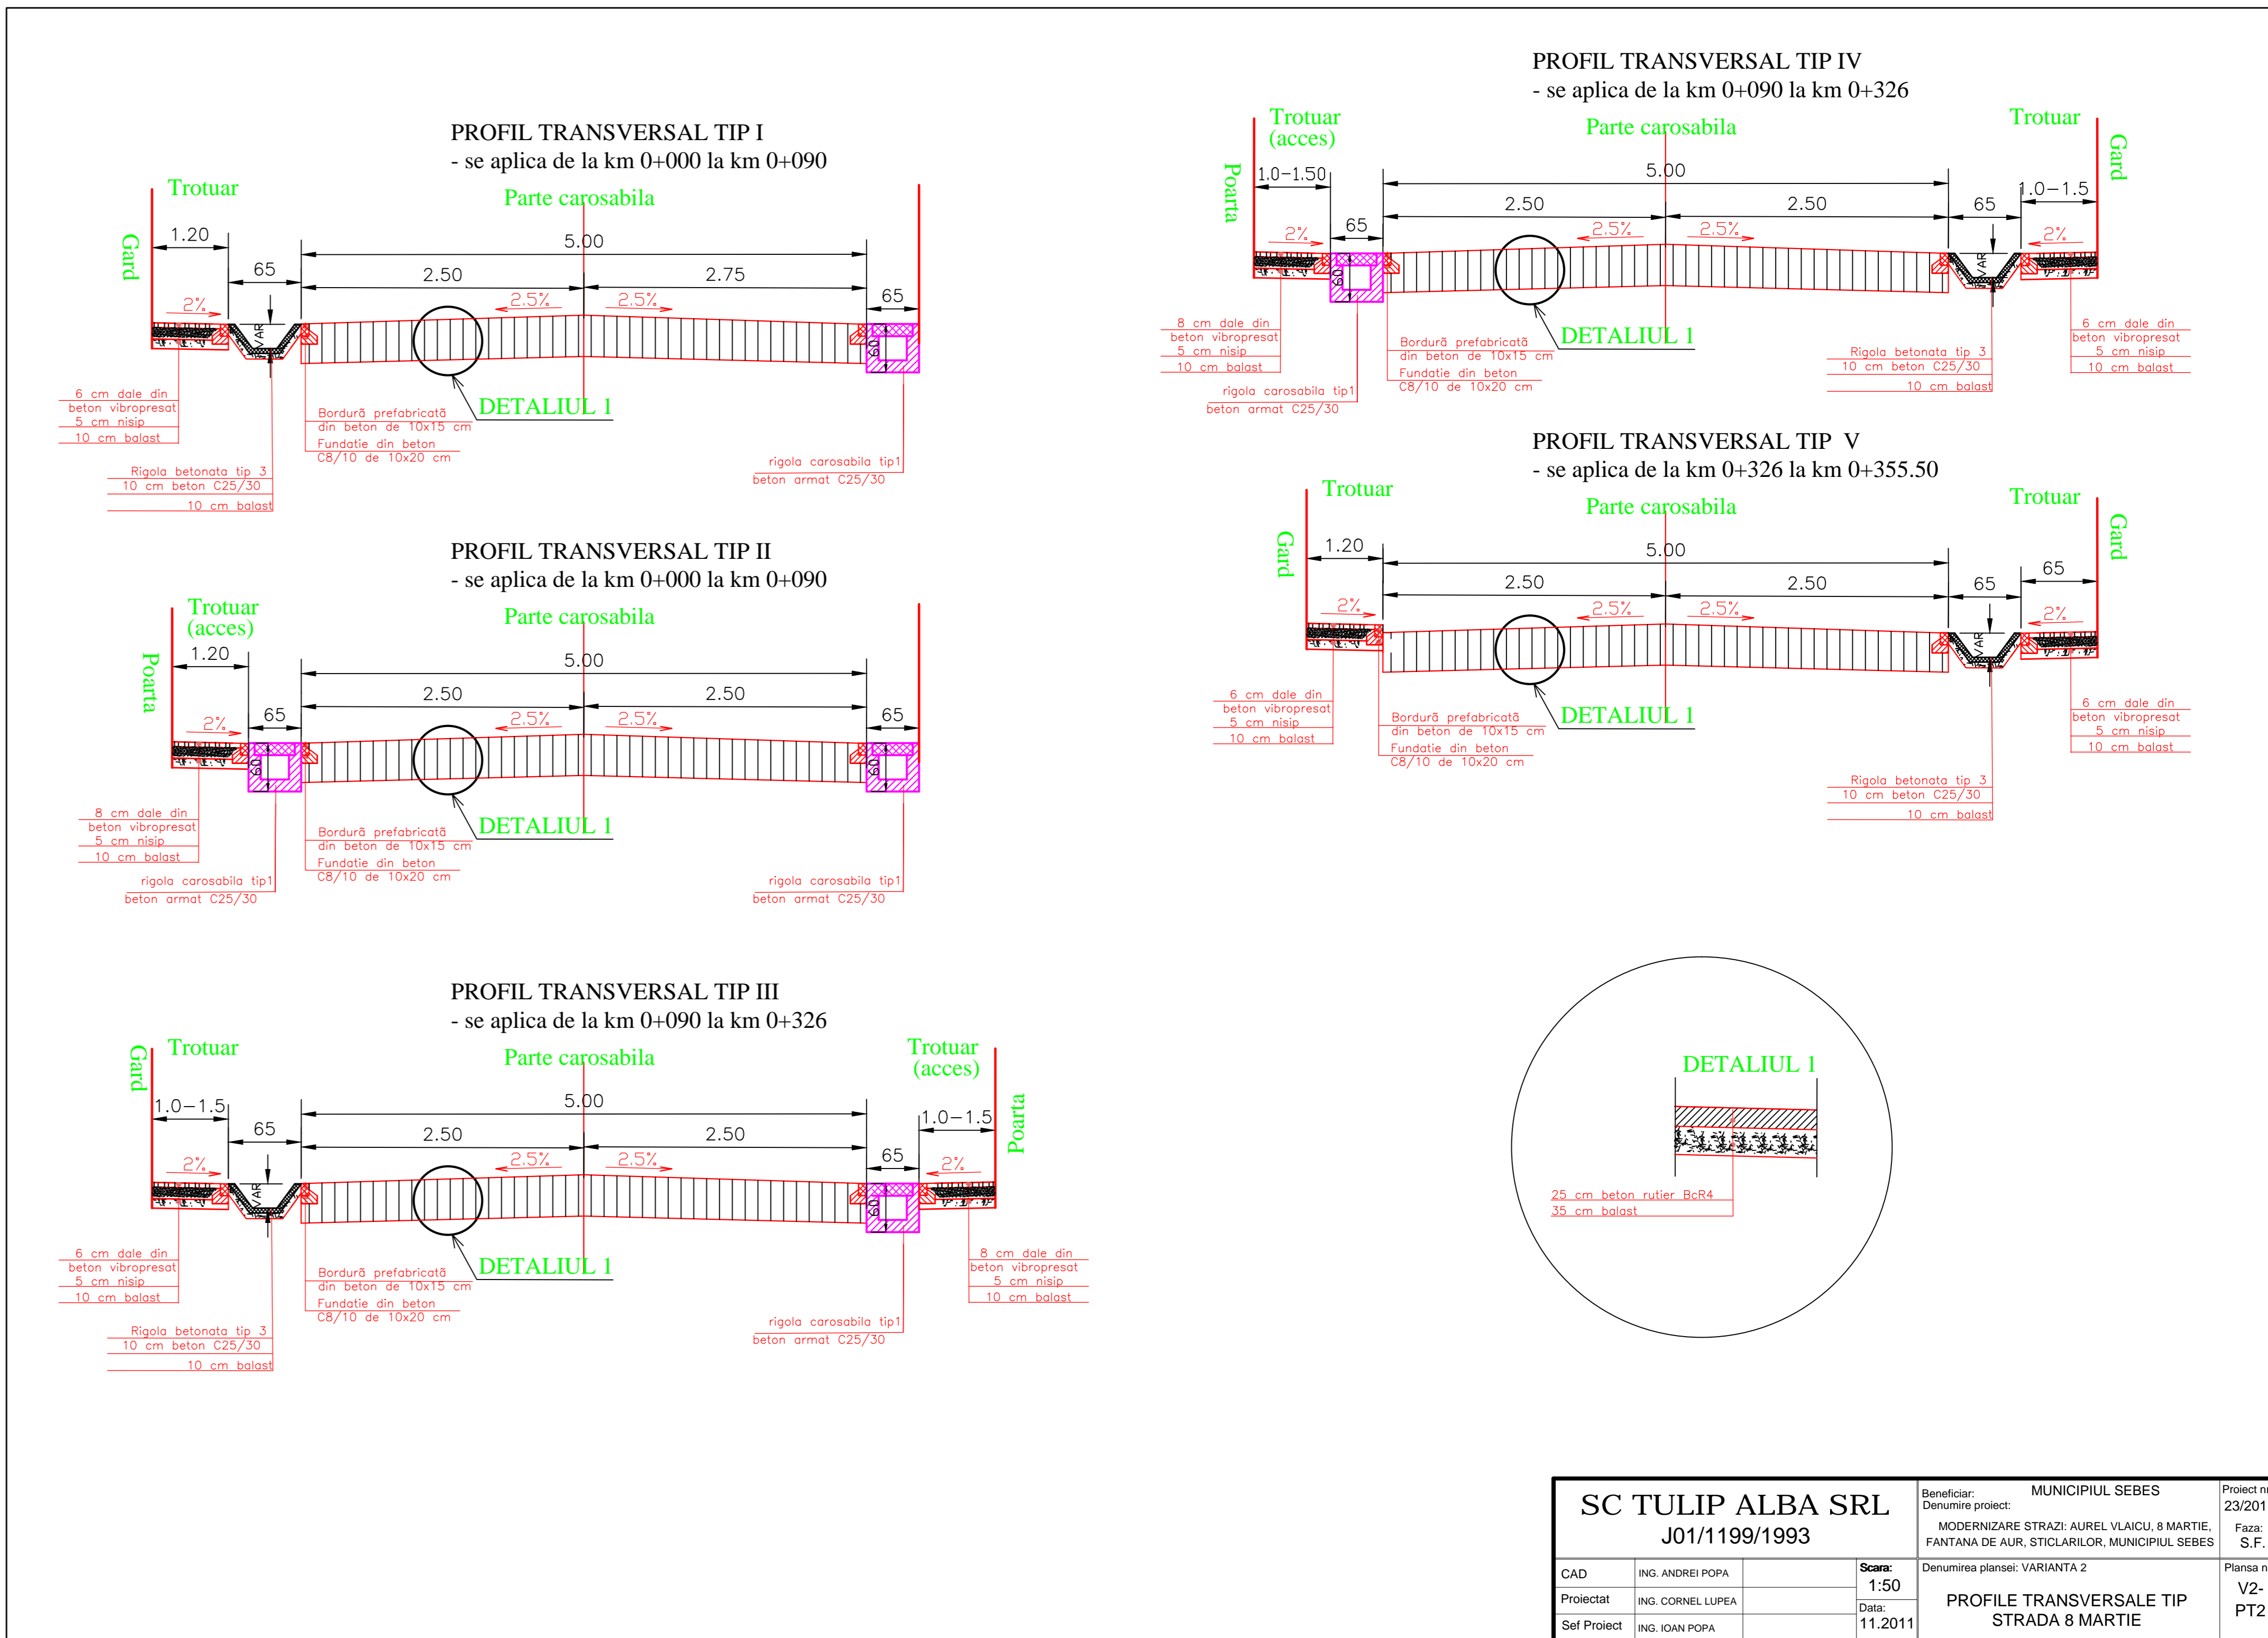 PROFIL TRANSVERSAL TIP I
- se aplica de la km 0+000 la km 0+090
Trotuar
Parte carosabila
Gard
1.20
65
5.00
2.50
2.75
65
2%
2.5%
2.5%
VAR
60
DETALIUL 1
6 cm dale din
beton vibropresat
5 cm nisip
10 cm balast
Bordură prefabricată
din beton de 10x15 cm
Fundatie din beton
C8/10 de 10x20 cm
Rigola betonata tip 3
10 cm beton C25/30
10 cm balast
rigola carosabila tip1
beton armat C25/30
PROFIL TRANSVERSAL TIP II
- se aplica de la km 0+000 la km 0+090
Trotuar
(acces)
Parte carosabila
Poarta
1.20
65
5.00
2.50
2.50
65
2%
2.5%
2.5%
60
60
DETALIUL 1
8 cm dale din
beton vibropresat
5 cm nisip
10 cm balast
Bordură prefabricată
din beton de 10x15 cm
Fundatie din beton
C8/10 de 10x20 cm
rigola carosabila tip1
beton armat C25/30
rigola carosabila tip1
beton armat C25/30
PROFIL TRANSVERSAL TIP III
- se aplica de la km 0+090 la km 0+326
Gard
Trotuar
Parte carosabila
Trotuar
(acces)
Poarta
1.0-1.5
65
5.00
2.50
2.50
65
1.0-1.5
2%
2.5%
2.5%
2%
VAR
60
DETALIUL 1
6 cm dale din
beton vibropresat
5 cm nisip
10 cm balast
Bordură prefabricată
din beton de 10x15 cm
Fundatie din beton
C8/10 de 10x20 cm
8 cm dale din
beton vibropresat
5 cm nisip
10 cm balast
Rigola betonata tip 3
10 cm beton C25/30
10 cm balast
rigola carosabila tip1
beton armat C25/30
PROFIL TRANSVERSAL TIP IV
- se aplica de la km 0+090 la km 0+326
Trotuar
(acces)
Parte carosabila
Trotuar
Poarta
Gard
1.0-1.50
65
5.00
2.50
2.50
65
1.0-1.5
2%
2.5%
2.5%
2%
60
VAR
DETALIUL 1
8 cm dale din
beton vibropresat
5 cm nisip
10 cm balast
rigola carosabila tip1
beton armat C25/30
Bordură prefabricată
din beton de 10x15 cm
Fundatie din beton
C8/10 de 10x20 cm
Rigola betonata tip 3
10 cm beton C25/30
10 cm balast
6 cm dale din
beton vibropresat
5 cm nisip
10 cm balast
PROFIL TRANSVERSAL TIP V
- se aplica de la km 0+326 la km 0+355.50
Trotuar
Parte carosabila
Trotuar
Gard
Gard
1.20
5.00
2.50
2.50
65
65
2%
2.5%
2.5%
2%
VAR
DETALIUL 1
6 cm dale din
beton vibropresat
5 cm nisip
10 cm balast
Bordură prefabricată
din beton de 10x15 cm
Fundatie din beton
C8/10 de 10x20 cm
6 cm dale din
beton vibropresat
5 cm nisip
10 cm balast
Rigola betonata tip 3
10 cm beton C25/30
10 cm balast
DETALIUL 1
25 cm beton rutier BcR4
35 cm balast
SC TULIP ALBA SRL
J01/1199/1993
Beneficiar: MUNICIPIUL SEBES
Denumire proiect:
MODERNIZARE STRAZI: AUREL VLAICU, 8 MARTIE,
FANTANA DE AUR, STICLARILOR, MUNICIPIUL SEBES
Proiect nr
23/201
Faza:
S.F.
CAD ING. ANDREI POPA
Proiectat ING. CORNEL LUPEA
Sef Proiect ING. IOAN POPA
Scara:
1:50
Data:
11.2011
Denumirea plansei: VARIANTA 2
PROFILE TRANSVERSALE TIP
STRADA 8 MARTIE
Plansa n
V2-
PT2